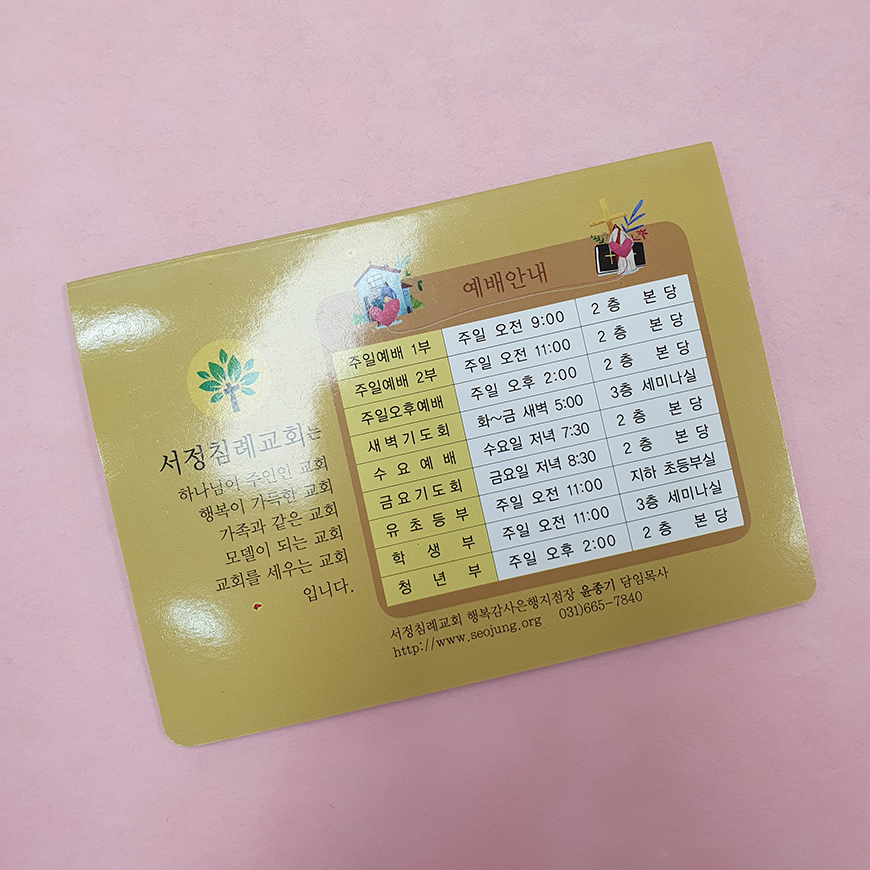 서정침례교회는
하나님이 주인인 교회
행복이 가득한 교회
가족과 같은 교회
모델이 되는 교회
교회를 세우는 교회
입니다.
예배안내
주일예배 1부 주일 오전 9:00 2층 본당
주일예배 2부 주일 오전 11:00 2층 본당
주일오후예배 주일 오후 2:00 2층 본당
새벽기도회 화~금 새벽 5:00 3층 세미나실
수요예배 수요일 저녁 7:30 2층 본당
금요기도회 금요일 저녁 8:30 2층 본당
유초등부 주일 오전 11:00 지하 초등부실
학생부 주일 오전 11:00 3층 세미나실
청년부 주일 오후 2:00 2층 본당
서정침례교회 행복감사은행지점장 윤종기 담임목사
http://www.seojung.org 031)665-7840